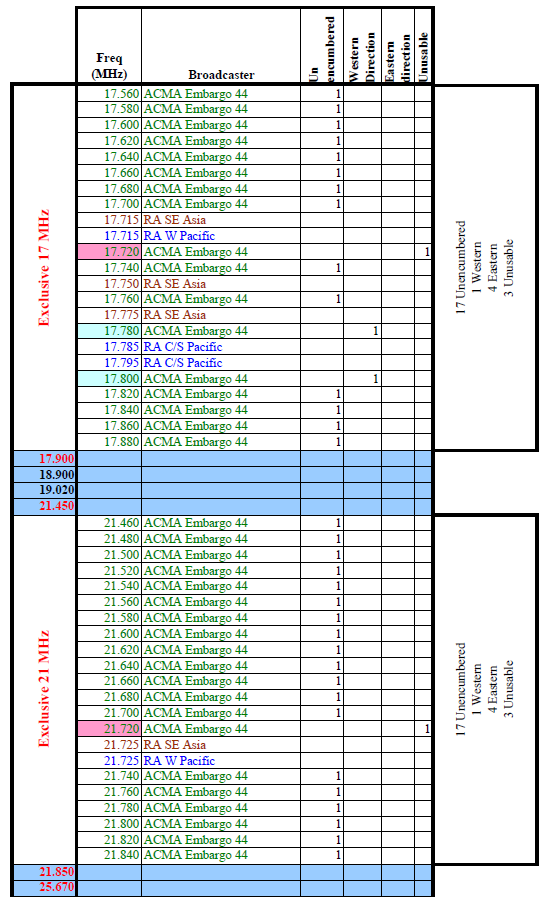 Freq (MHz) Broadcaster Un encumbered Western Direction Eastern direction Unusable
Exclusive 17 MHz
17.560 ACMA Embargo 44 1
17.580 ACMA Embargo 44 1
17.600 ACMA Embargo 44 1
17.620 ACMA Embargo 44 1
17.640 ACMA Embargo 44 1
17.660 ACMA Embargo 44 1
17.680 ACMA Embargo 44 1
17.700 ACMA Embargo 44 1
17.715 RA SE Asia
17.715 RA W Pacific
17.720 ACMA Embargo 44 1
17.740 ACMA Embargo 44 1
17.750 RA SE Asia
17.760 ACMA Embargo 44 1
17.775 RA SE Asia
17.780 ACMA Embargo 44 1
17.785 RA C/S Pacific
17.795 RA C/S Pacific
17.800 ACMA Embargo 44 1
17.820 ACMA Embargo 44 1
17.840 ACMA Embargo 44 1
17.860 ACMA Embargo 44 1
17.880 ACMA Embargo 44 1
17 Unencumbered
1 Western
4 Eastern
3 Unusable
17.900
18.900
19.020
21.450
Exclusive 21 MHz
21.460 ACMA Embargo 44 1
21.480 ACMA Embargo 44 1
21.500 ACMA Embargo 44 1
21.520 ACMA Embargo 44 1
21.540 ACMA Embargo 44 1
21.560 ACMA Embargo 44 1
21.580 ACMA Embargo 44 1
21.600 ACMA Embargo 44 1
21.620 ACMA Embargo 44 1
21.640 ACMA Embargo 44 1
21.660 ACMA Embargo 44 1
21.680 ACMA Embargo 44 1
21.700 ACMA Embargo 44 1
21.720 ACMA Embargo 44 1
21.725 RA SE Asia
21.725 RA W Pacific
21.740 ACMA Embargo 44 1
21.760 ACMA Embargo 44 1
21.780 ACMA Embargo 44 1
21.800 ACMA Embargo 44 1
21.820 ACMA Embargo 44 1
21.840 ACMA Embargo 44 1
17 Unencumbered
1 Western
4 Eastern
3 Unusable
21.850
25.670